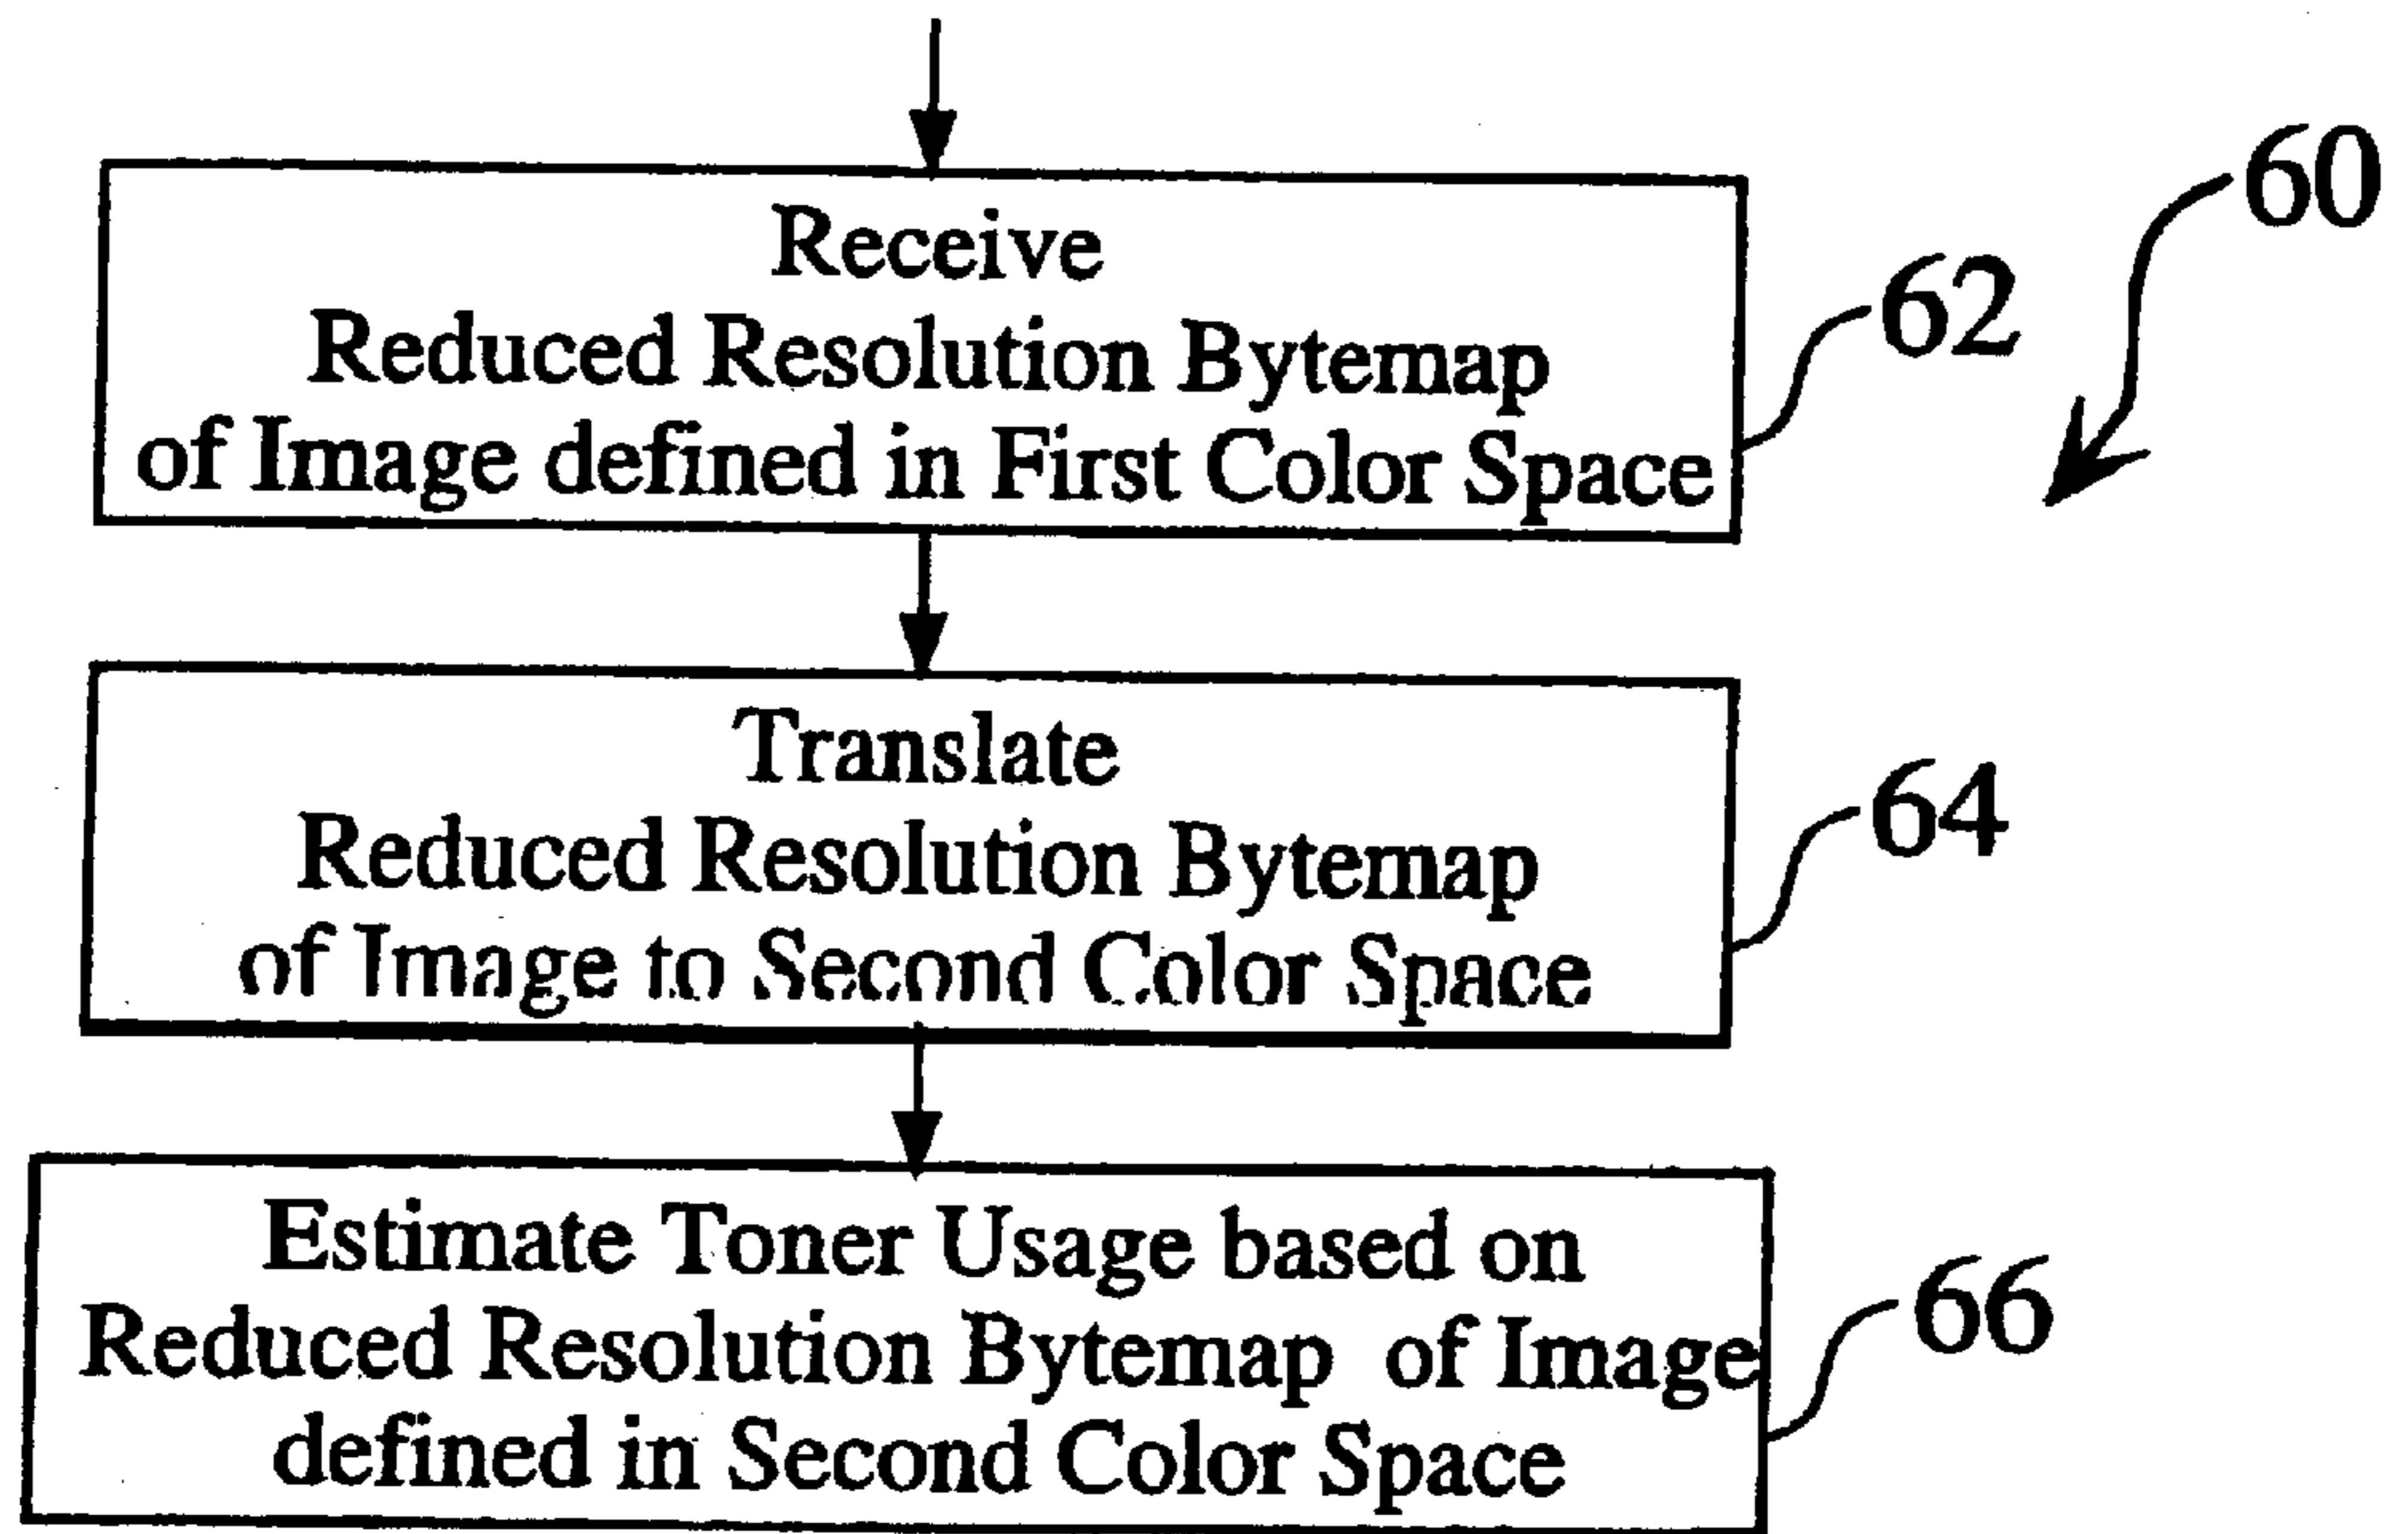 60
Receive
Reduced Resolution Bytemap
of Image defined in First Color Space
62
Translate
Reduced Resolution Bytemap
of Image to Second Color Space
64
Estimate Toner Usage based on
Reduced Resolution Bytemap of Image
defined in Second Color Space
66